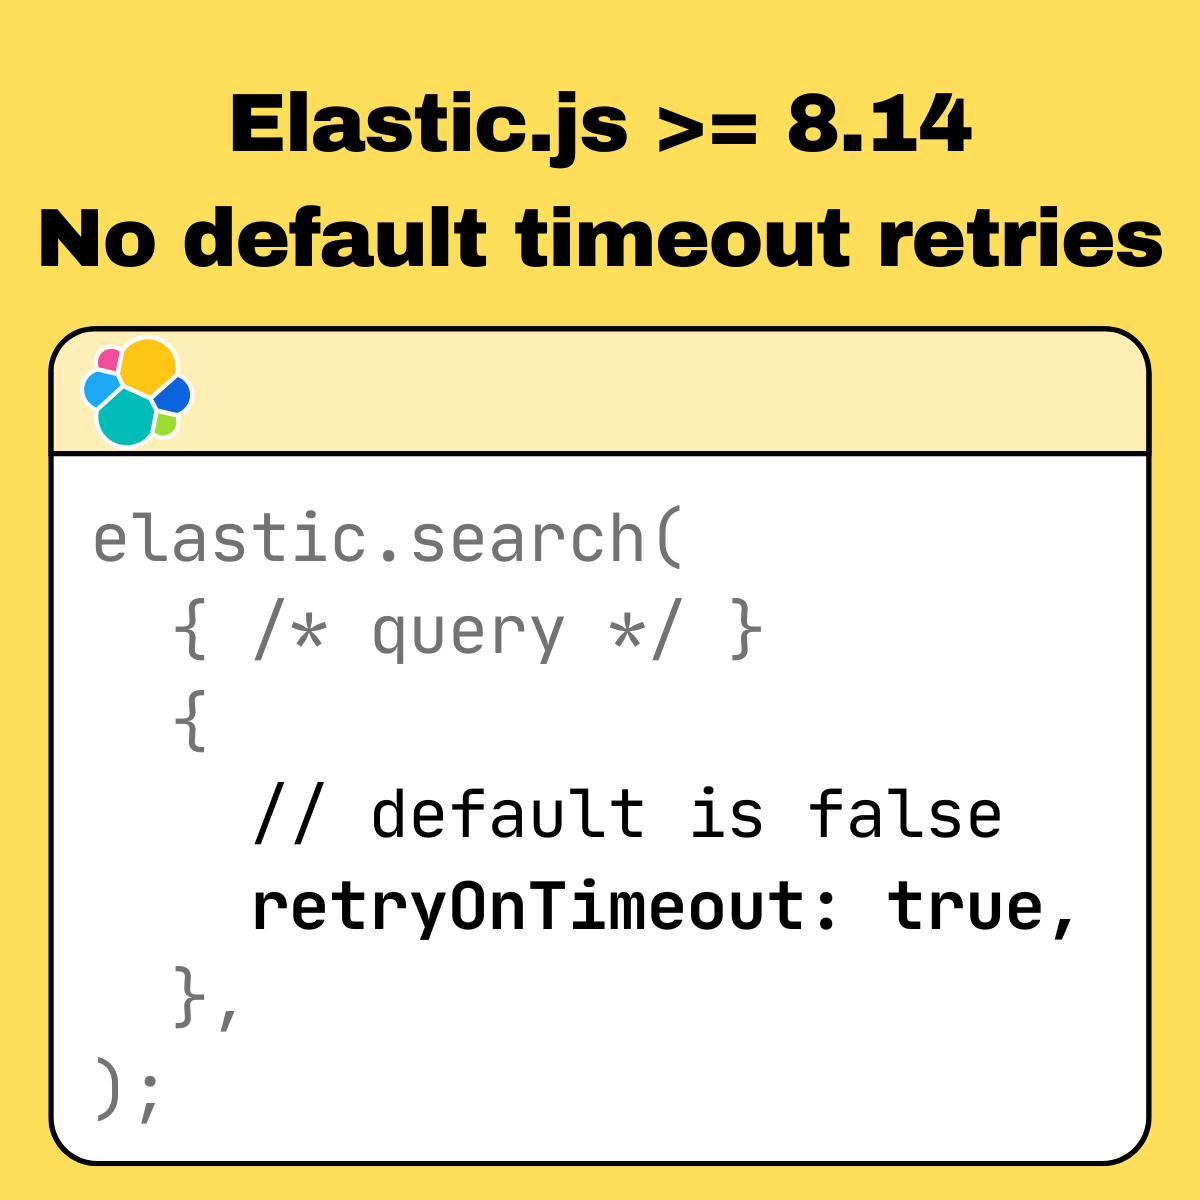 Elastic.js >= 8.14
No default timeout retries
elastic.search(
  { /* query */ }
  {
    // default is false
    retryOnTimeout: true,
  },
);